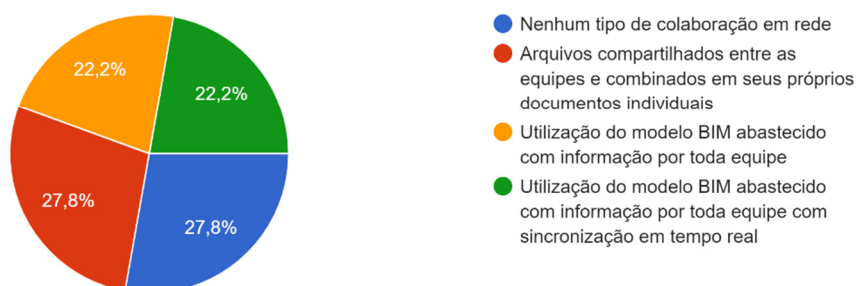 22,2%
22,2%
27,8%
27,8%
Nenhum tipo de colaboração em rede
Arquivos compartilhados entre as
equipes e combinados em seus próprios
documentos individuais
Utilização do modelo BIM abastecido
com informação por toda equipe
Utilização do modelo BIM abastecido
com informação por toda equipe com
sincronização em tempo real